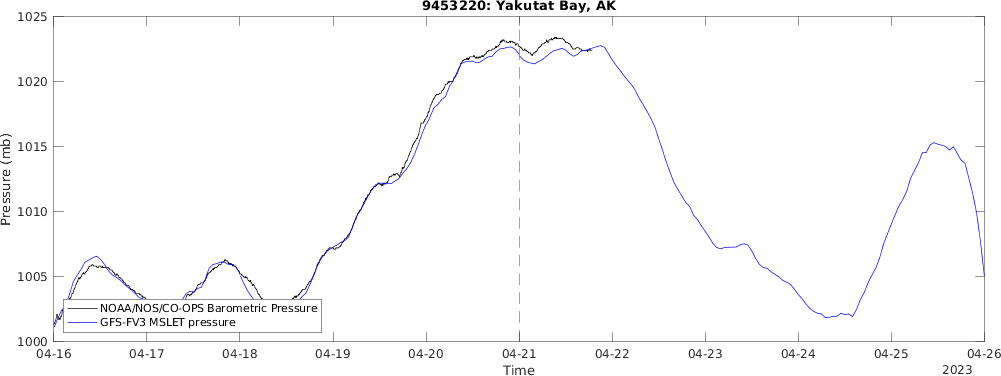 9453220: Yakutat Bay, AK
Pressure (mb)
1025
1020
1015
1010
1005
1000
NOAA/NOS/CO-OPS Barometric Pressure
GFS-FV3 MSLET pressure
04-16 04-17 04-18 04-19 04-20 04-21 04-22 04-23 04-24 04-25 04-26
Time
2023